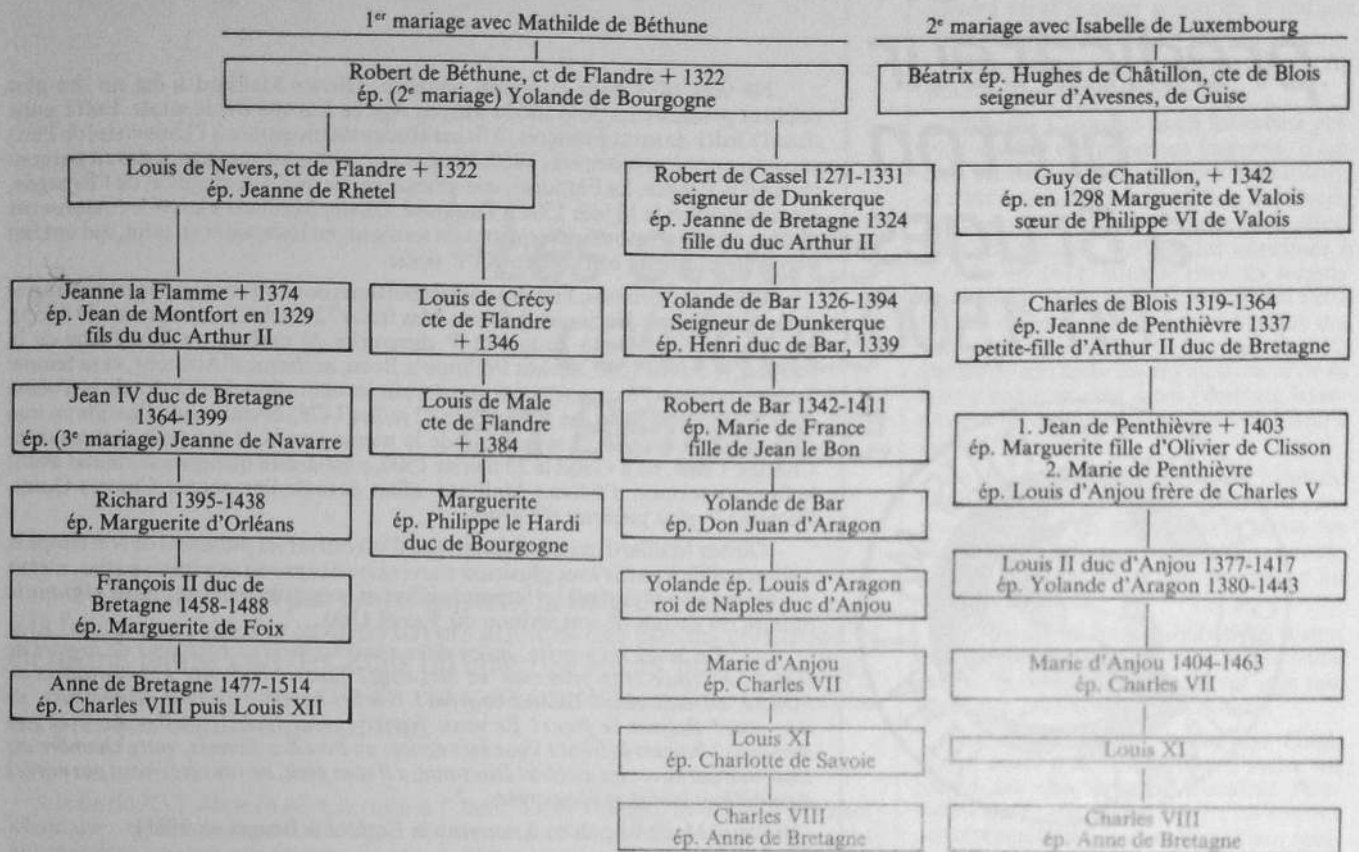 1er mariage avec Mathilde de Béthune
2e mariage avec Isabelle de Luxembourg
Robert de Béthune, ct de Flandre + 1322
ép. (2e mariage) Yolande de Bourgogne
Béatrix ép. Hughes de Châtillon, cte de Blois
seigneur d'Avesnes, de Guise
Louis de Nevers, ct de Flandre + 1322
ép. Jeanne de Rhetel
Robert de Cassel 1271-1331
seigneur de Dunkerque
ép. Jeanne de Bretagne 1324
fille du duc Arthur II
Guy de Chatillon, + 1342
ép. en 1298 Marguerite de Valois
sœur de Philippe VI de Valois
Jeanne la Flamme + 1374
ép. Jean de Montfort en 1329
fils du duc Arthur II
Louis de Crécy
cte de Flandre
+ 1346
Yolande de Bar 1326-1394
Seigneur de Dunkerque
ép. Henri duc de Bar, 1339
Charles de Blois 1319-1364
ép. Jeanne de Penthièvre 1337
petite-fille d'Arthur II duc de Bretagne
Jean IV duc de Bretagne
1364-1399
ép. (3e mariage) Jeanne de Navarre
Louis de Male
cte de Flandre
+ 1384
Robert de Bar 1342-1411
ép. Marie de France
fille de Jean le Bon
1. Jean de Penthièvre + 1403
ép. Marguerite fille d'Olivier de Clisson
2. Marie de Penthièvre
ép. Louis d'Anjou frère de Charles V
Richard 1395-1438
ép. Marguerite d'Orléans
Marguerite
ép. Philippe le Hardi
duc de Bourgogne
Yolande de Bar
ép. Don Juan d'Aragon
Louis II duc d'Anjou 1377-1417
ép. Yolande d'Aragon 1380-1443
François II duc de
Bretagne 1458-1488
ép. Marguerite de Foix
Yolande ép. Louis d'Aragon
roi de Naples duc d'Anjou
Anne de Bretagne 1477-1514
ép. Charles VIII puis Louis XII
Marie d'Anjou
ép. Charles VII
Marie d'Anjou 1404-1463
ép. Charles VII
Louis XI
ép. Charlotte de Savoie
Louis XI
Charles VIII
ép. Anne de Bretagne
Charles VIII
ép. Anne de Bretagne